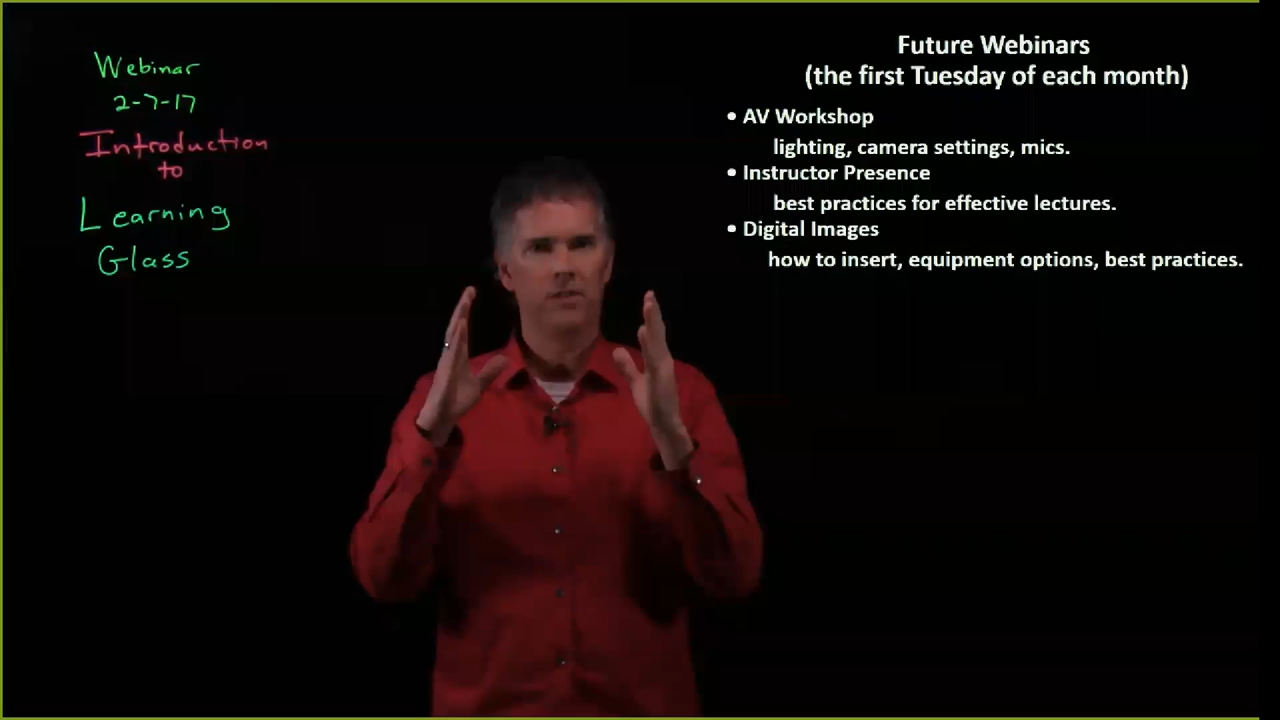 Webinar
2-7-17
Introduction
to
Learning
Glass
Future Webinars
(the first Tuesday of each month)
• AV Workshop
lighting, camera settings, mics.
• Instructor Presence
best practices for effective lectures.
• Digital Images
how to insert, equipment options, best practices.